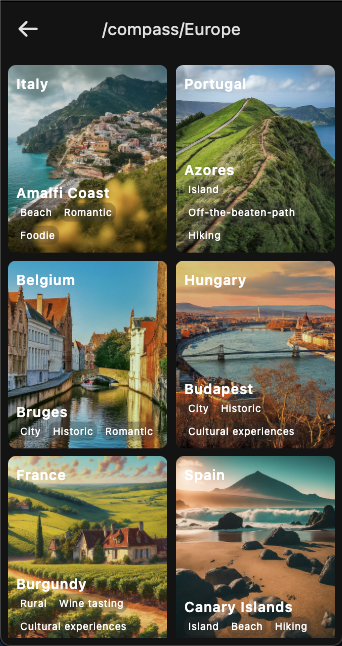 /compass/Europe
Italy
Amalfi Coast
Beach Romantic
Foodie
Portugal
Azores
Island
Off-the-beaten-path
Hiking
Belgium
Bruges
City Historic Romantic
Hungary
Budapest
City Historic
Cultural experiences
France
Burgundy
Rural Wine tasting
Cultural experiences
Spain
Canary Islands
Island Beach Hiking